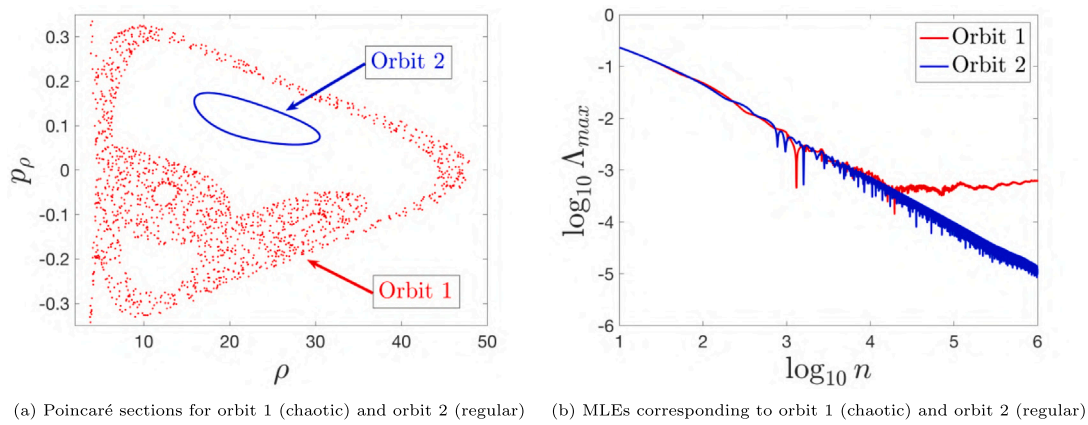 0.3
0.2
0.1
0
-0.1
-0.2
-0.3
p_ρ
10 20 30 40 50
ρ
Orbit 2
Orbit 1
0
-1
-2
-3
-4
-5
-6
log₁₀ Λ_max
1 2 3 4 5 6
log₁₀ n
Orbit 1
Orbit 2
(a) Poincaré sections for orbit 1 (chaotic) and orbit 2 (regular)
(b) MLEs corresponding to orbit 1 (chaotic) and orbit 2 (regular)